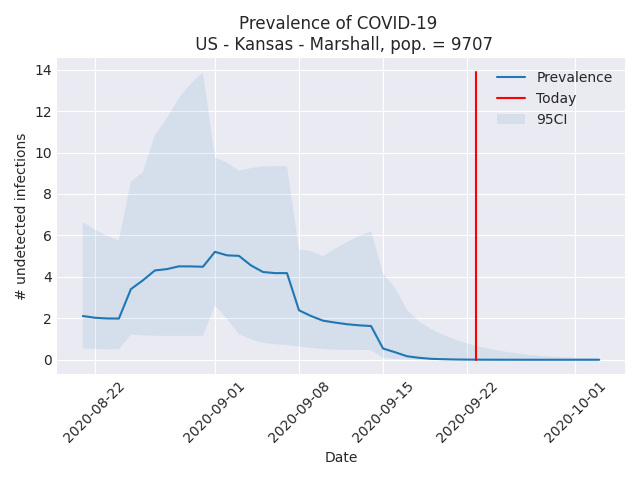 Prevalence of COVID-19
US - Kansas - Marshall, pop. = 9707
14
12
10
8
6
4
2
0
# undetected infections
Prevalence
Today
95CI
2020-08-22
2020-09-01
2020-09-08
2020-09-15
2020-09-22
2020-10-01
Date